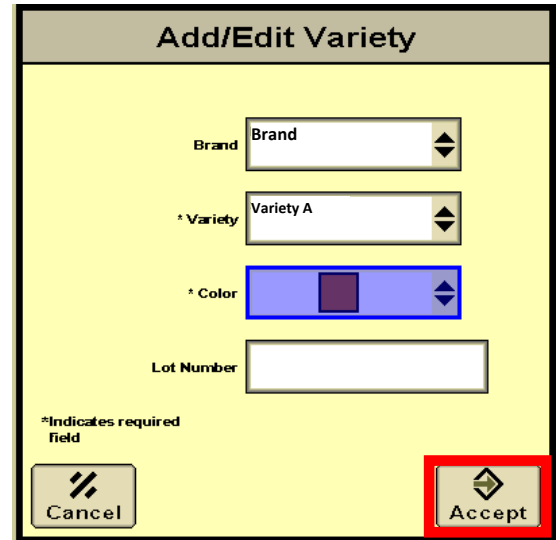 Add/Edit Variety
Brand Brand
* Variety Variety A
* Color
Lot Number
*Indicates required
field
Cancel Accept